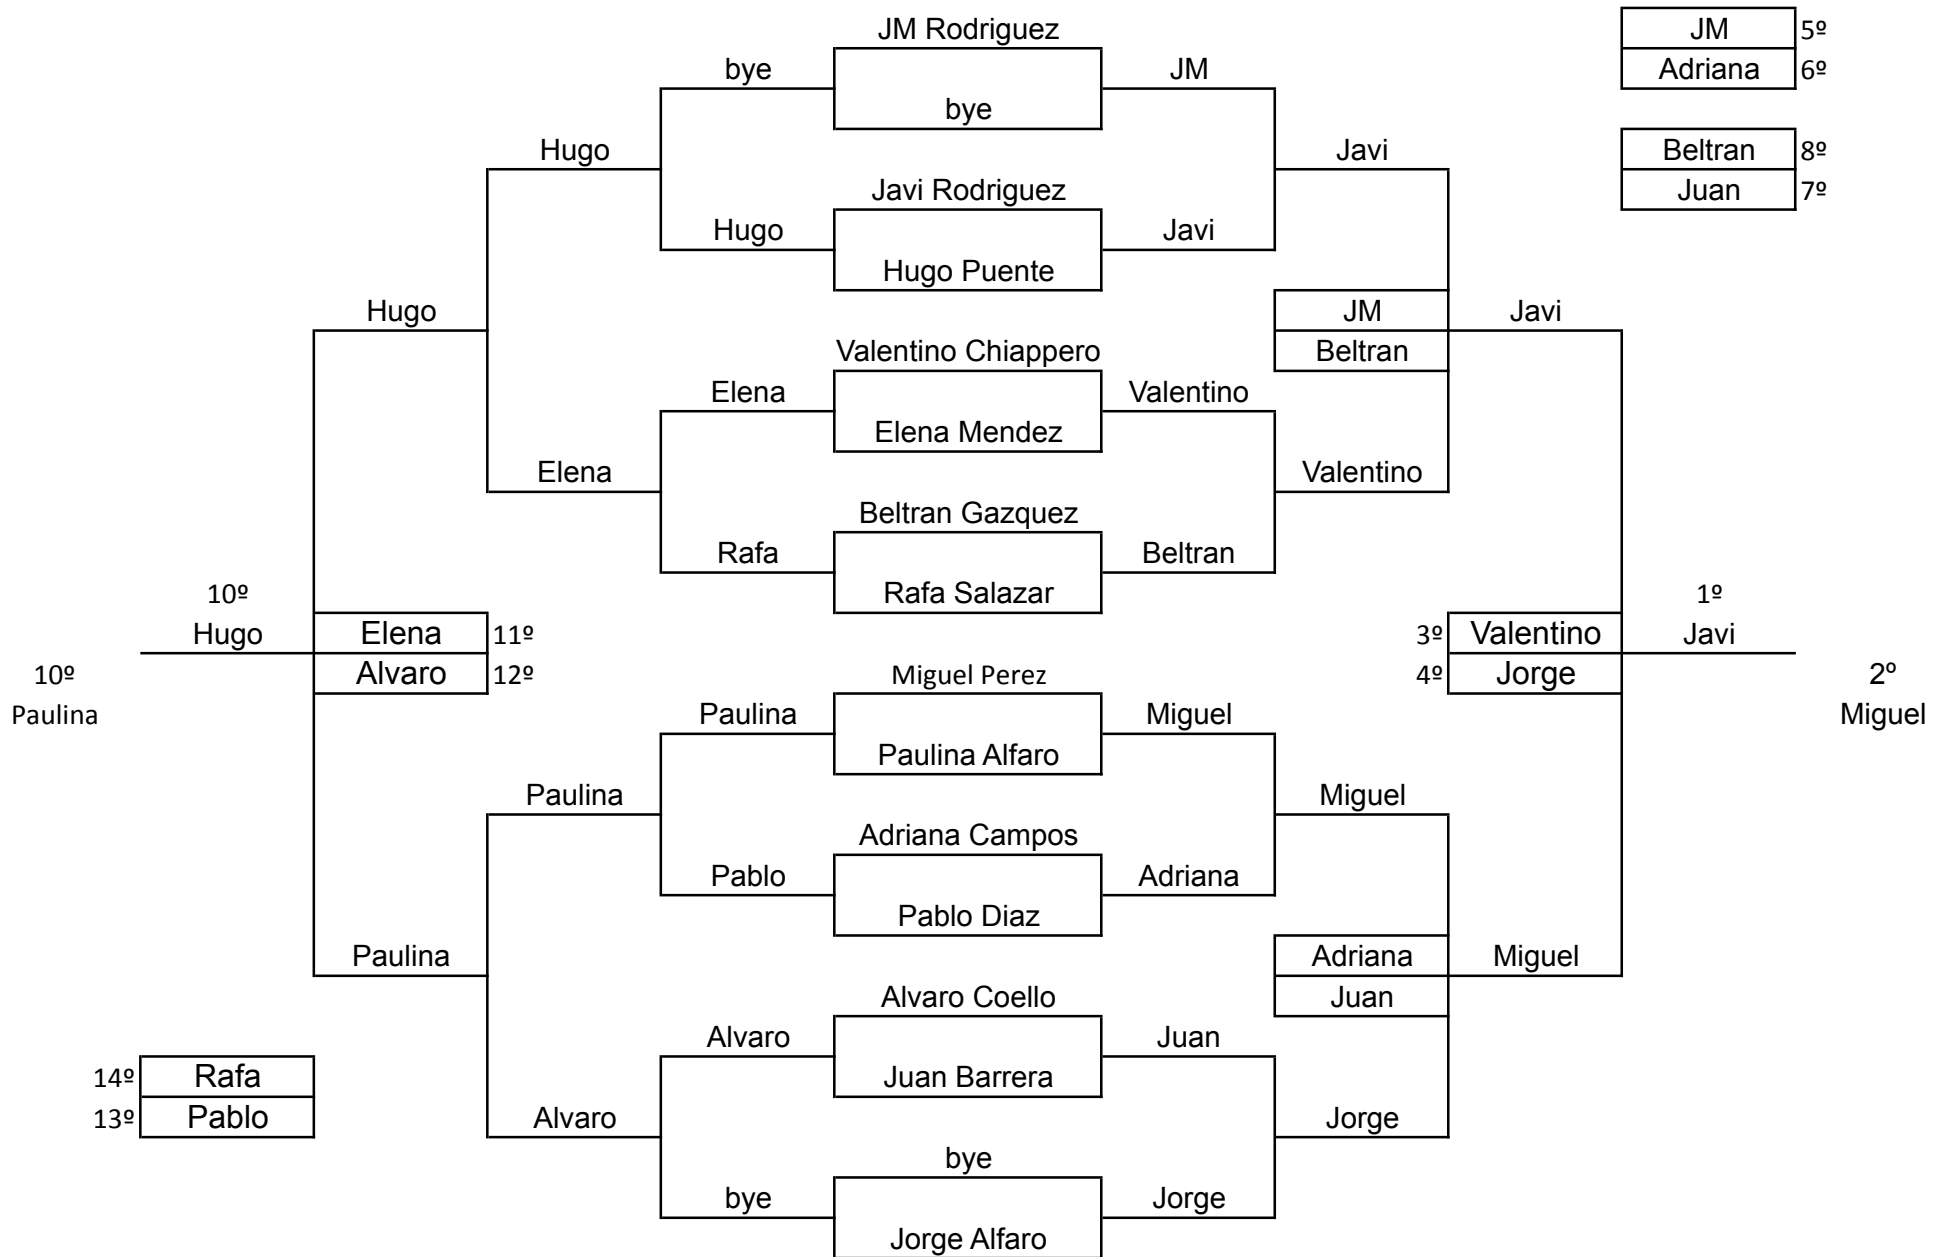 JM Rodriguez JM 5º
bye JM Adriana 6º
bye
Hugo Javi Beltran 8º
Javi Rodriguez Juan 7º
Hugo Javi
Hugo Puente
Hugo JM Javi
Valentino Chiappero Beltran
Elena Valentino
Elena Mendez
Elena Valentino
Beltran Gazquez
Rafa Beltran
10º Rafa Salazar 1º
Hugo Elena 11º 3º Valentino Javi
10º Alvaro 12º Miguel Perez 4º Jorge 2º
Paulina Paulina Miguel Miguel
Paulina Alfaro
Paulina Miguel
Adriana Campos
Pablo Adriana
Pablo Diaz
Paulina Adriana Miguel
Alvaro Coello Juan
Alvaro Juan
14º Rafa Juan Barrera
13º Pablo Alvaro Jorge
bye
bye Jorge
Jorge Alfaro